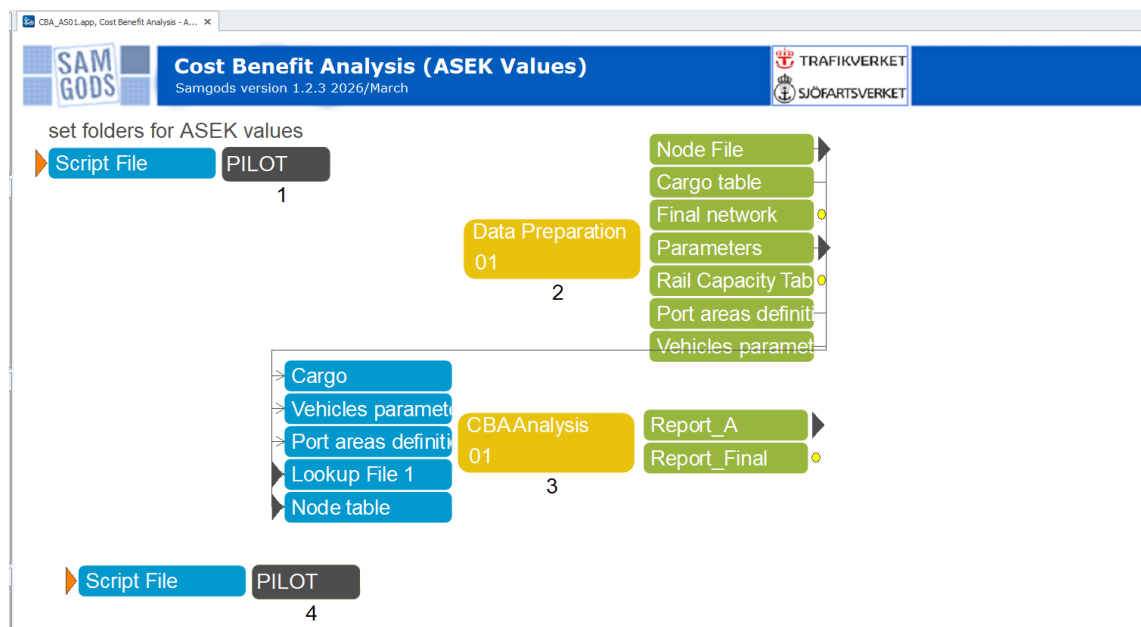 CBA_AS01.app, Cost Benefit Analysis - A... ×
SAM
GODS
Cost Benefit Analysis (ASEK Values)
Samgods version 1.2.3 2026/March
TRAFIKVERKET
SJÖFARTSVERKET
set folders for ASEK values
Script File
PILOT
1
Node File
Cargo table
Final network
Parameters
Rail Capacity Tab
Port areas definiti
Vehicles paramet
Data Preparation
01
2
Cargo
Vehicles paramete
Port areas definiti
Lookup File 1
Node table
CBA Analysis
01
3
Report_A
Report_Final
Script File
PILOT
4